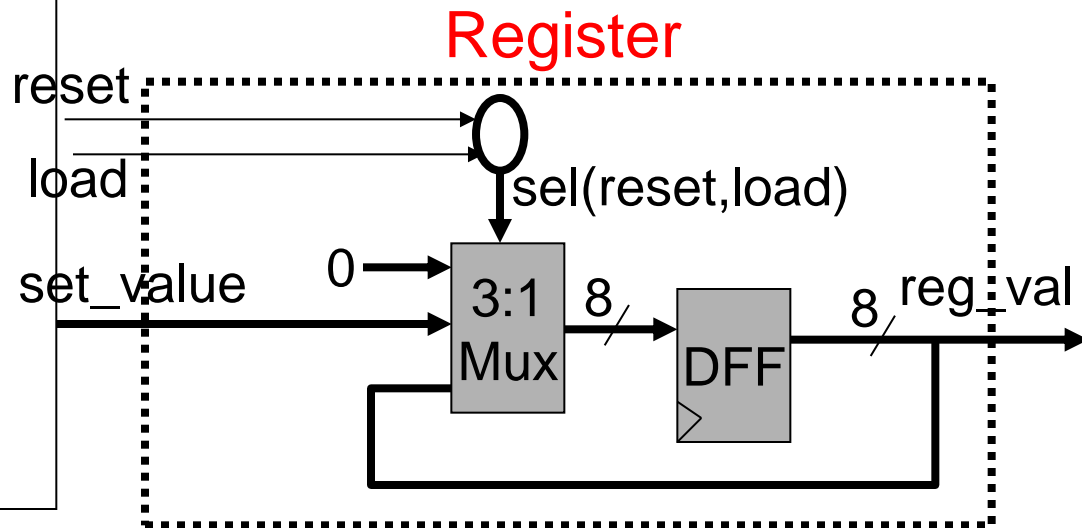 Register
reset
load
sel(reset,load)
set_value
0
3:1
Mux
8
DFF
8
reg_val